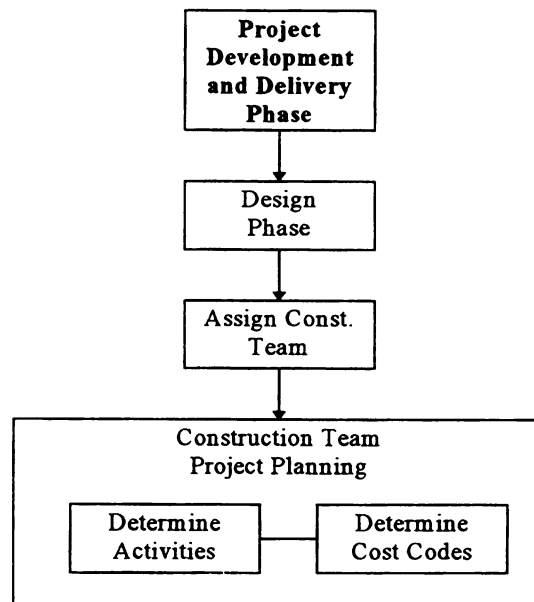 Project
Development
and Delivery
Phase
Design
Phase
Assign Const.
Team
Construction Team
Project Planning
Determine
Activities
Determine
Cost Codes